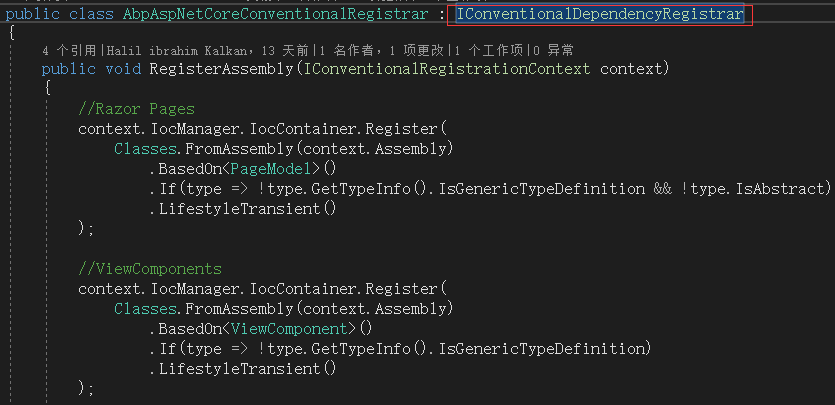 public class AbpAspNetCoreConventionalRegistrar : IConventionalDependencyRegistrar
{
4 个引用|Halil ibrahim Kalkan，13 天前|1 名作者，1 项更改|1 个工作项|0 异常
public void RegisterAssembly(IConventionalRegistrationContext context)
{
//Razor Pages
context.IocManager.IocContainer.Register(
Classes.FromAssembly(context.Assembly)
.BasedOn<PageModel>()
.If(type => !type.GetTypeInfo().IsGenericTypeDefinition && !type.IsAbstract)
.LifestyleTransient()
);
//ViewComponents
context.IocManager.IocContainer.Register(
Classes.FromAssembly(context.Assembly)
.BasedOn<ViewComponent>()
.If(type => !type.GetTypeInfo().IsGenericTypeDefinition)
.LifestyleTransient()
);